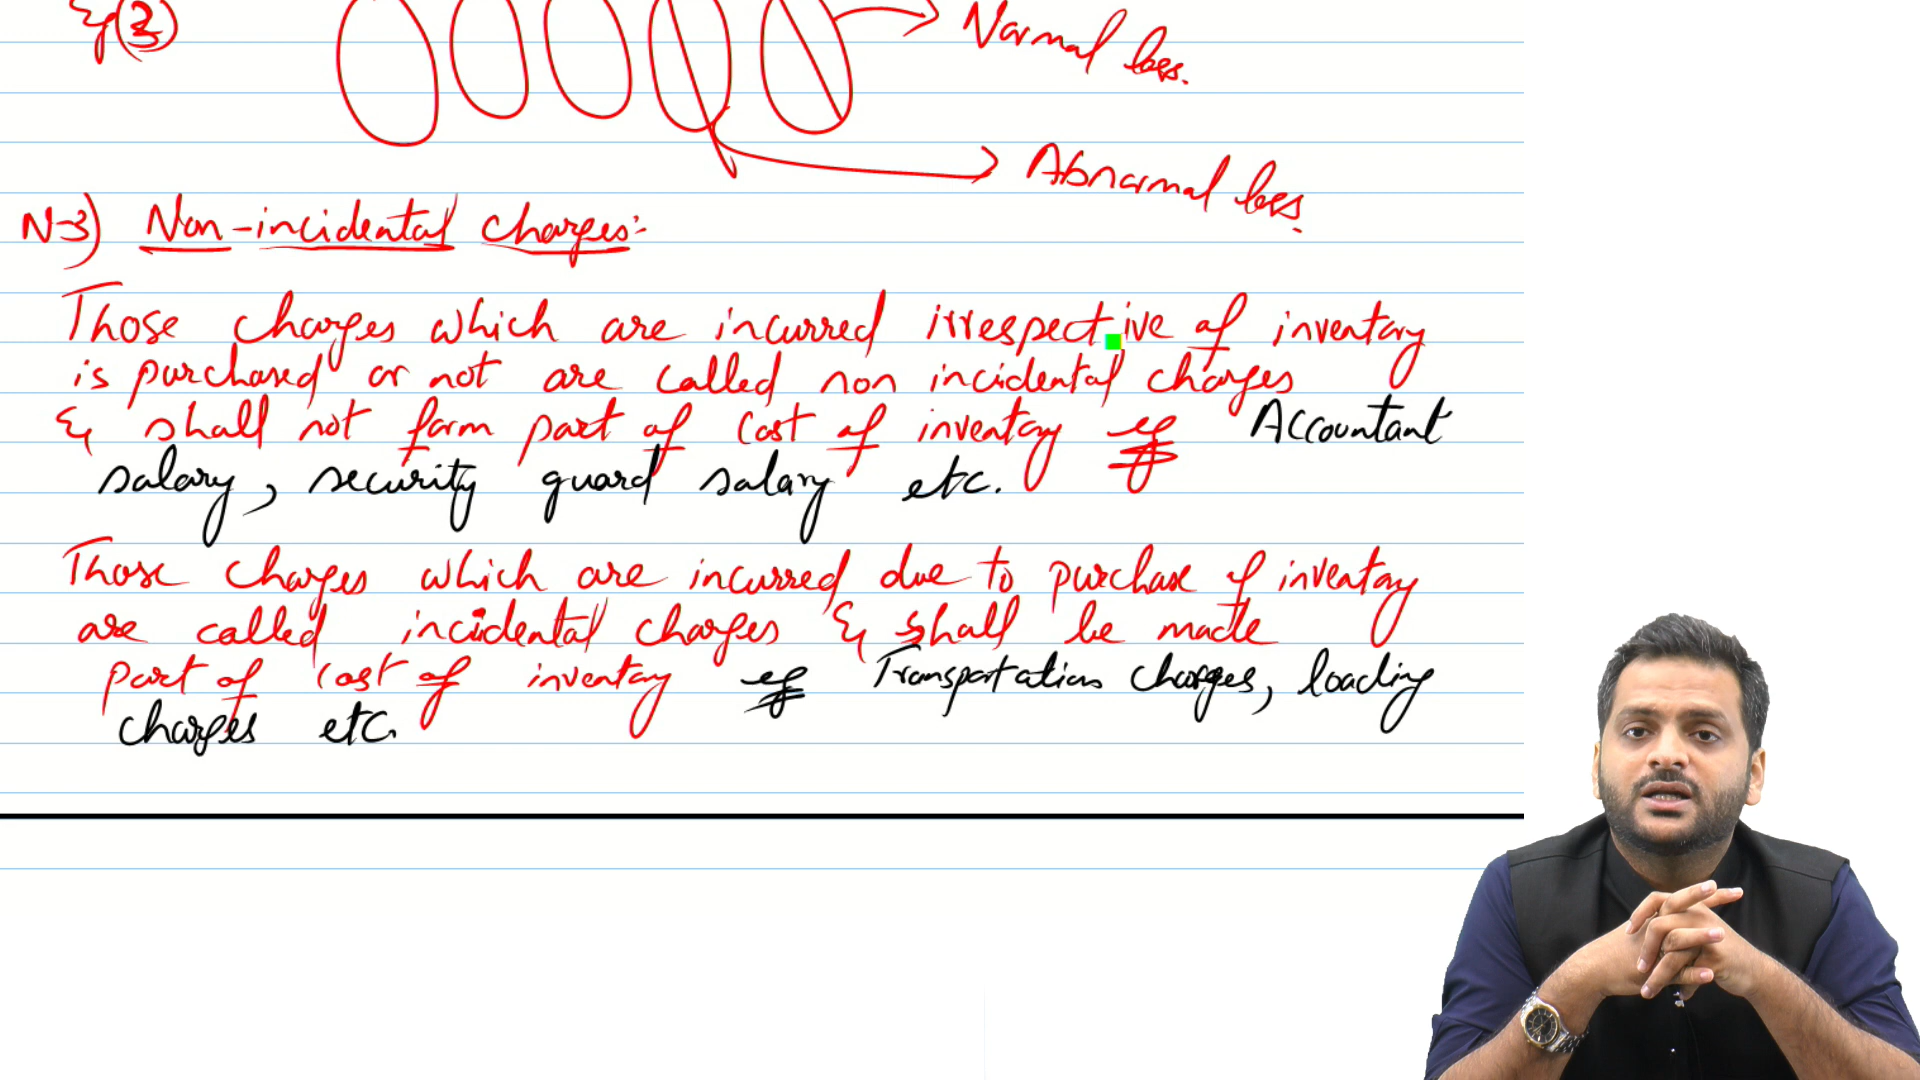 Eg (3)
Normal loss.
Abnormal loss.
N-3) Non-incidental charges:-
Those charges which are incurred irrespective of inventory
is purchased or not are called non incidental charges
& shall not form part of cost of inventory eg Accountant
salary, security guard salary etc.
Those charges which are incurred due to purchase of inventory
are called incidental charges & shall be made
part of cost of inventory eg Transportation charges, loading
charges etc.